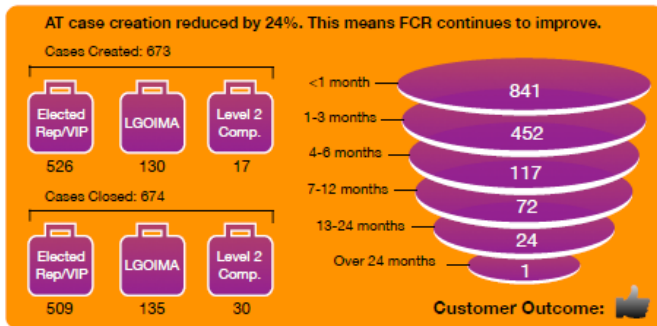 AT case creation reduced by 24%. This means FCR continues to improve.
Cases Created: 673
Elected
Rep/VIP
LGOIMA
Level 2
Comp.
526
130
17
Cases Closed: 674
Elected
Rep/VIP
LGOIMA
Level 2
Comp.
509
135
30
<1 month
841
1-3 months
452
4-6 months
117
7-12 months
72
13-24 months
24
Over 24 months
1
Customer Outcome: